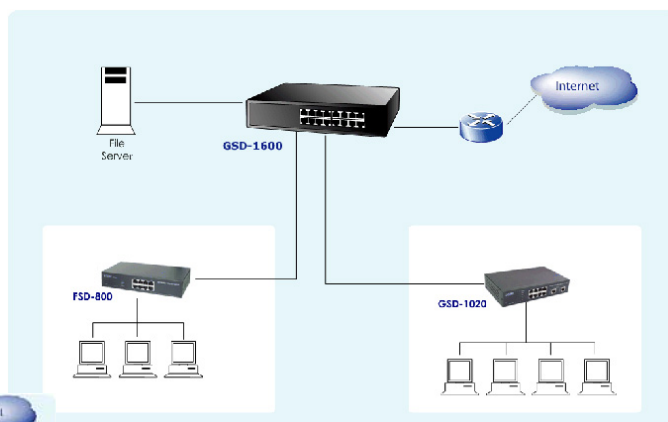 Internet
File
Server
GSD-1600
FSD-800
GSD-1020